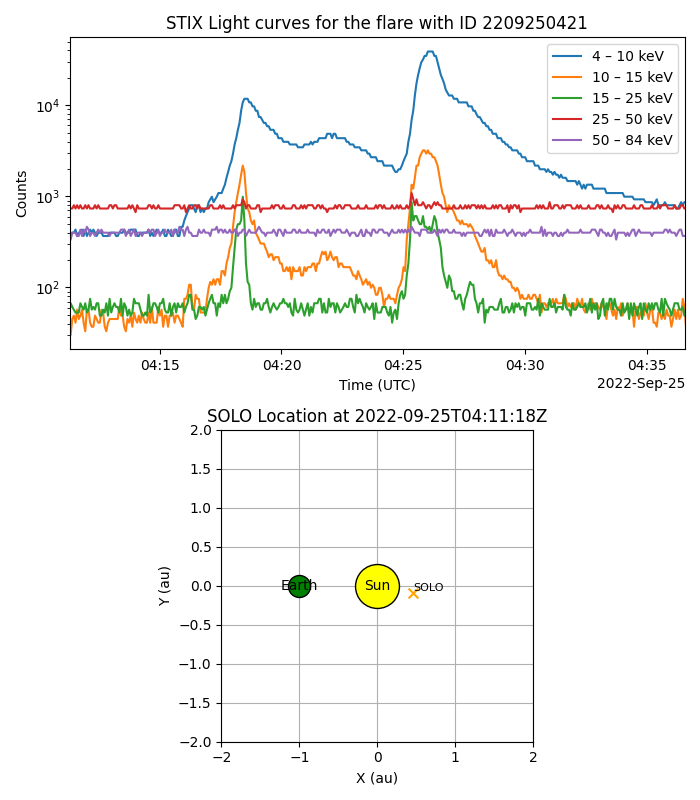 STIX Light curves for the flare with ID 2209250421
4 – 10 keV
10 – 15 keV
15 – 25 keV
25 – 50 keV
50 – 84 keV
10⁴
10³
10²
Counts
04:15 04:20 04:25 04:30 04:35
Time (UTC)
2022-Sep-25
SOLO Location at 2022-09-25T04:11:18Z
2.0
1.5
1.0
0.5
0.0
−0.5
−1.0
−1.5
−2.0
Y (au)
Earth Sun SOLO
−2 −1 0 1 2
X (au)